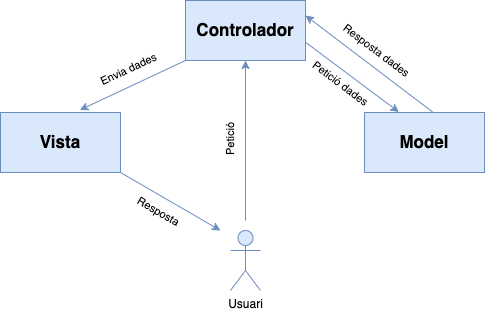 Controlador
Resposta dades
Envia dades
Petició dades
Petició
Vista
Model
Resposta
Usuari